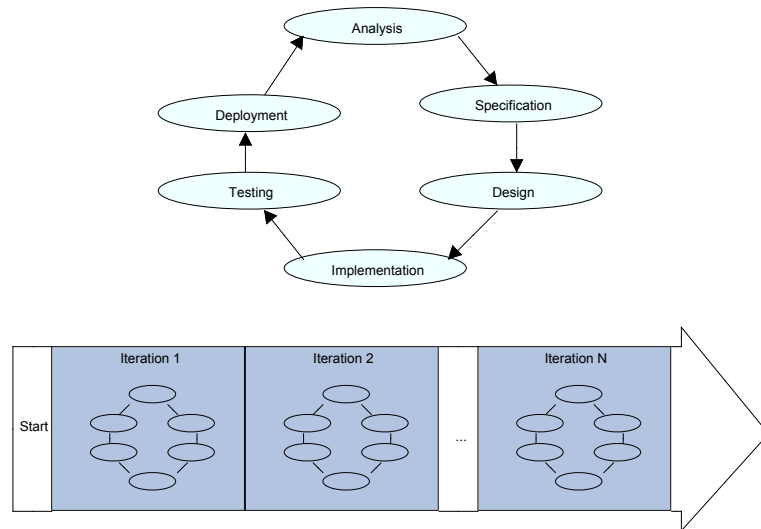 Analysis
Specification
Deployment
Testing
Design
Implementation
Iteration 1
Iteration 2
Iteration N
Start
...